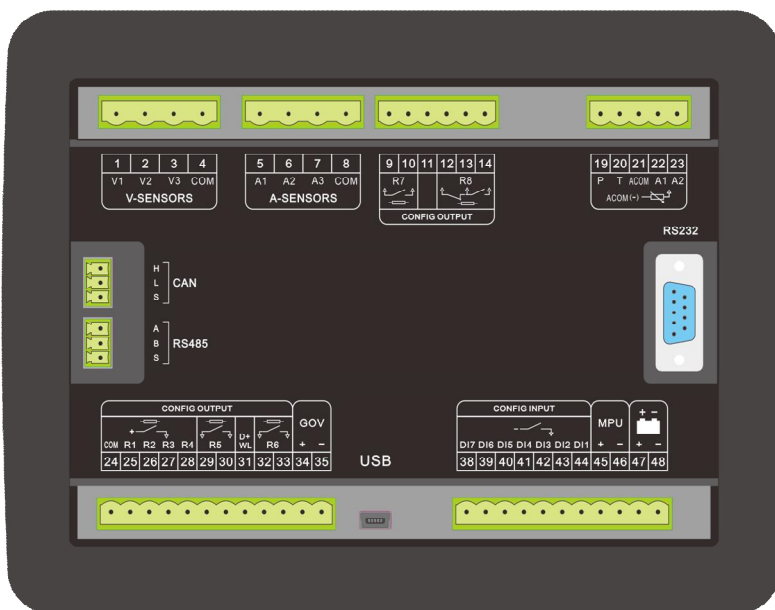 1 2 3 4
V1 V2 V3 COM
V-SENSORS
5 6 7 8
A1 A2 A3 COM
A-SENSORS
9 10 11 12 13 14
R7 R8
CONFIG OUTPUT
19 20 21 22 23
P T ACOM A1 A2
ACOM(-)
RS232
H
L CAN
S
A
B RS485
S
CONFIG OUTPUT
+
GOV
COM R1 R2 R3 R4 R5 D+ WL R6 + -
24 25 26 27 28 29 30 31 32 33 34 35
USB
CONFIG INPUT
-
MPU
+ -
DI7 DI6 DI5 DI4 DI3 DI2 DI1 + - + -
38 39 40 41 42 43 44 45 46 47 48